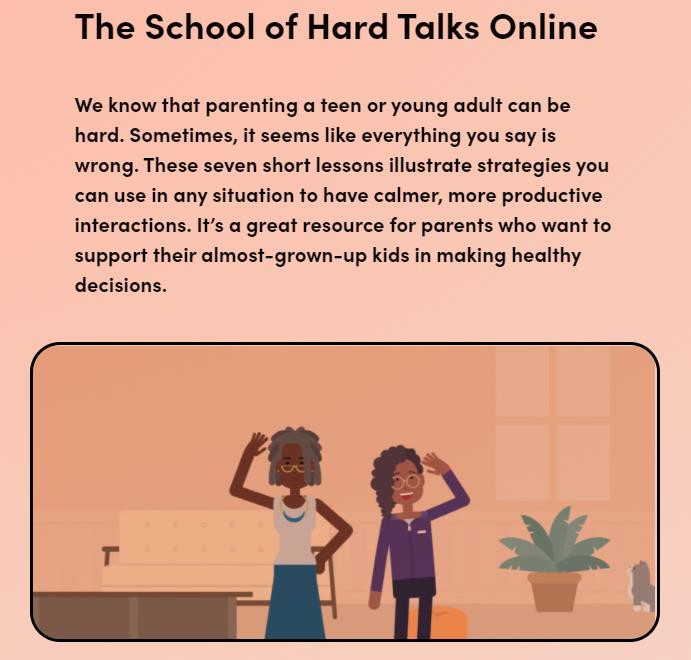 The School of Hard Talks Online
We know that parenting a teen or young adult can be
hard. Sometimes, it seems like everything you say is
wrong. These seven short lessons illustrate strategies you
can use in any situation to have calmer, more productive
interactions. It’s a great resource for parents who want to
support their almost-grown-up kids in making healthy
decisions.